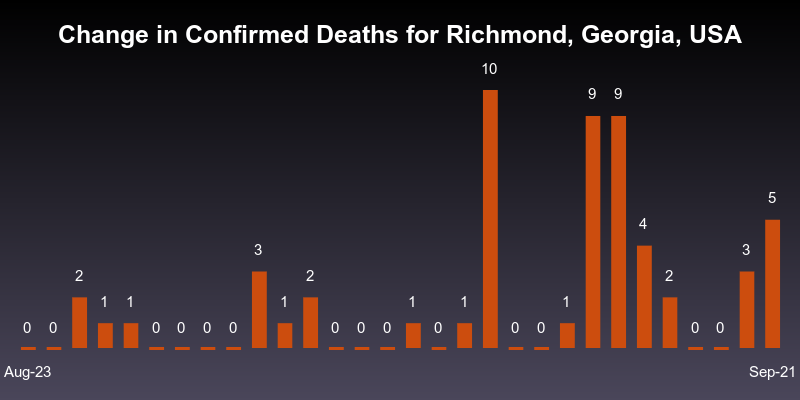 Change in Confirmed Deaths for Richmond, Georgia, USA
10
9 9
5
4
3 3
2 2 2
1 1 1 1 1 1
0 0 0 0 0 0 0 0 0 0 0 0 0 0
Aug-23 Sep-21